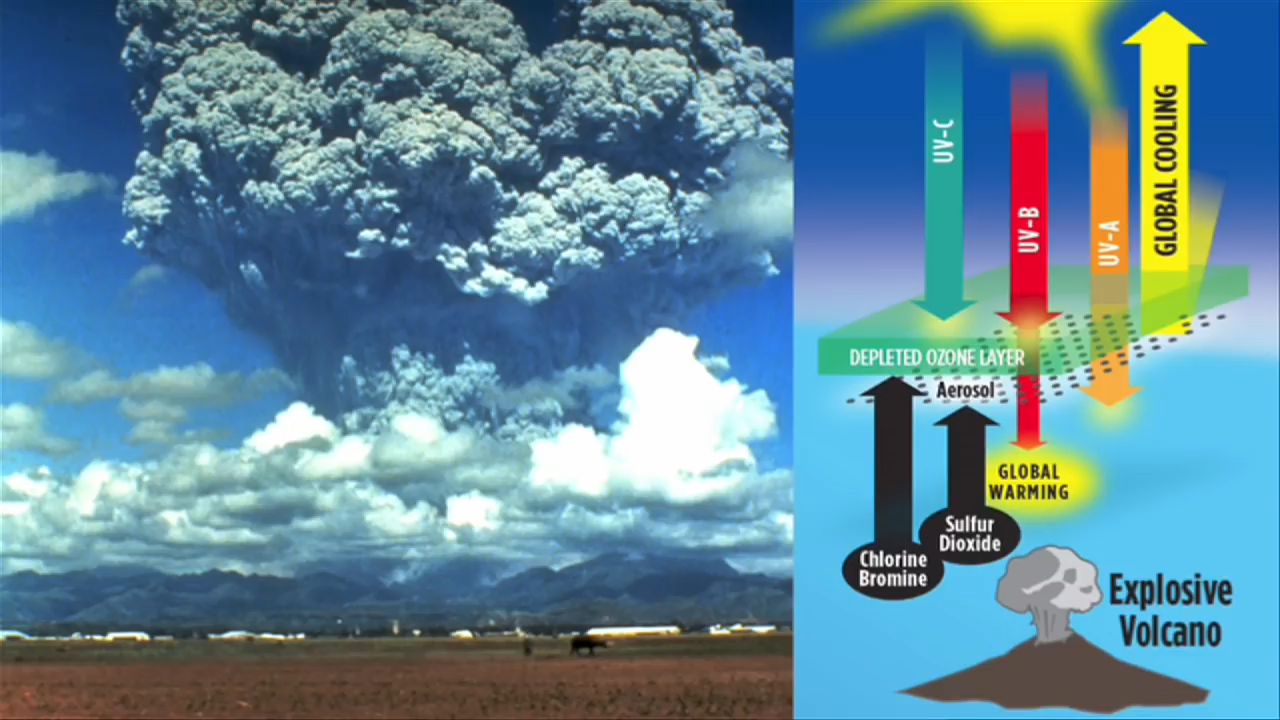 UV-C
UV-B
UV-A
GLOBAL COOLING
DEPLETED OZONE LAYER
Aerosol
GLOBAL
WARMING
Sulfur
Dioxide
Chlorine
Bromine
Explosive
Volcano